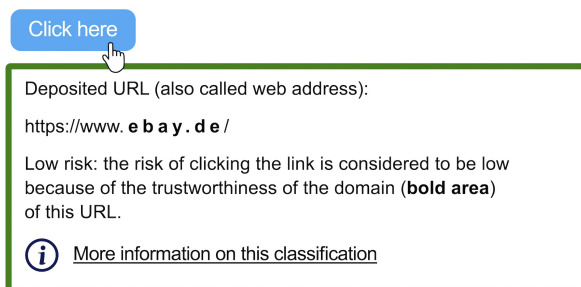 Click here
Deposited URL (also called web address):
https://www. ebay.de/
Low risk: the risk of clicking the link is considered to be low
because of the trustworthiness of the domain (bold area)
of this URL.
i More information on this classification